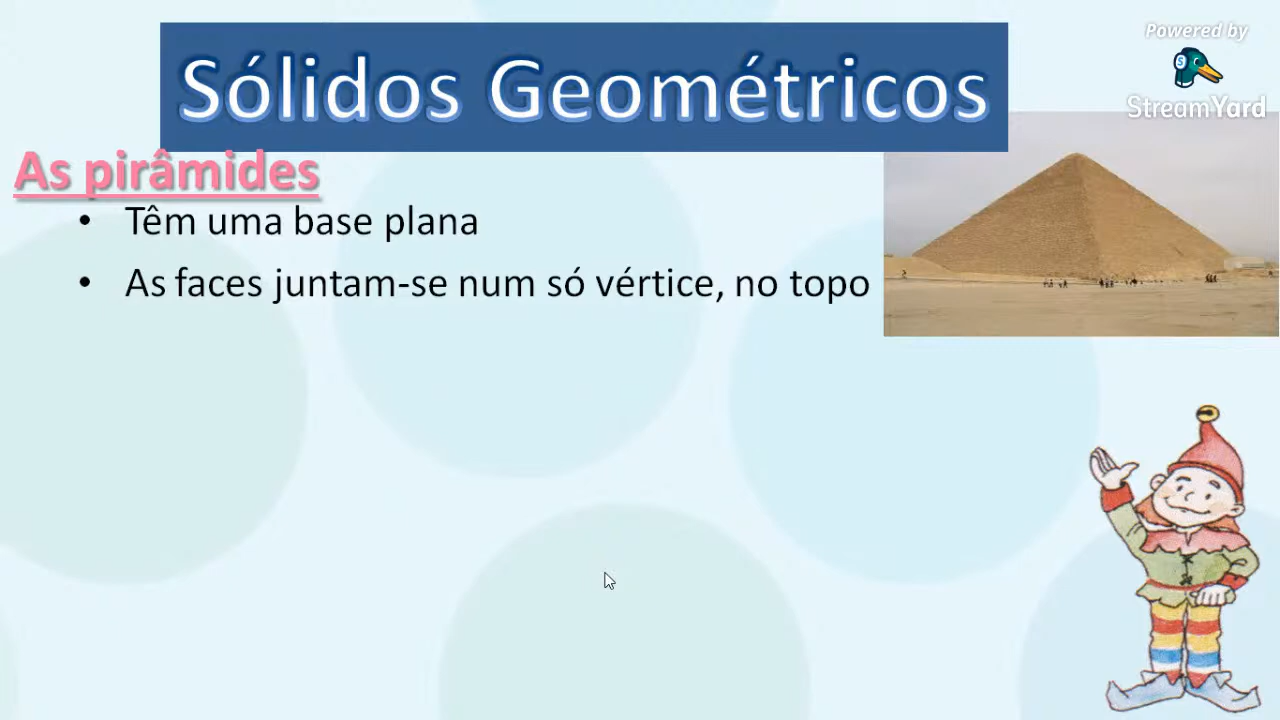 Powered by
StreamYard
Sólidos Geométricos
As pirâmides
• Têm uma base plana
• As faces juntam-se num só vértice, no topo